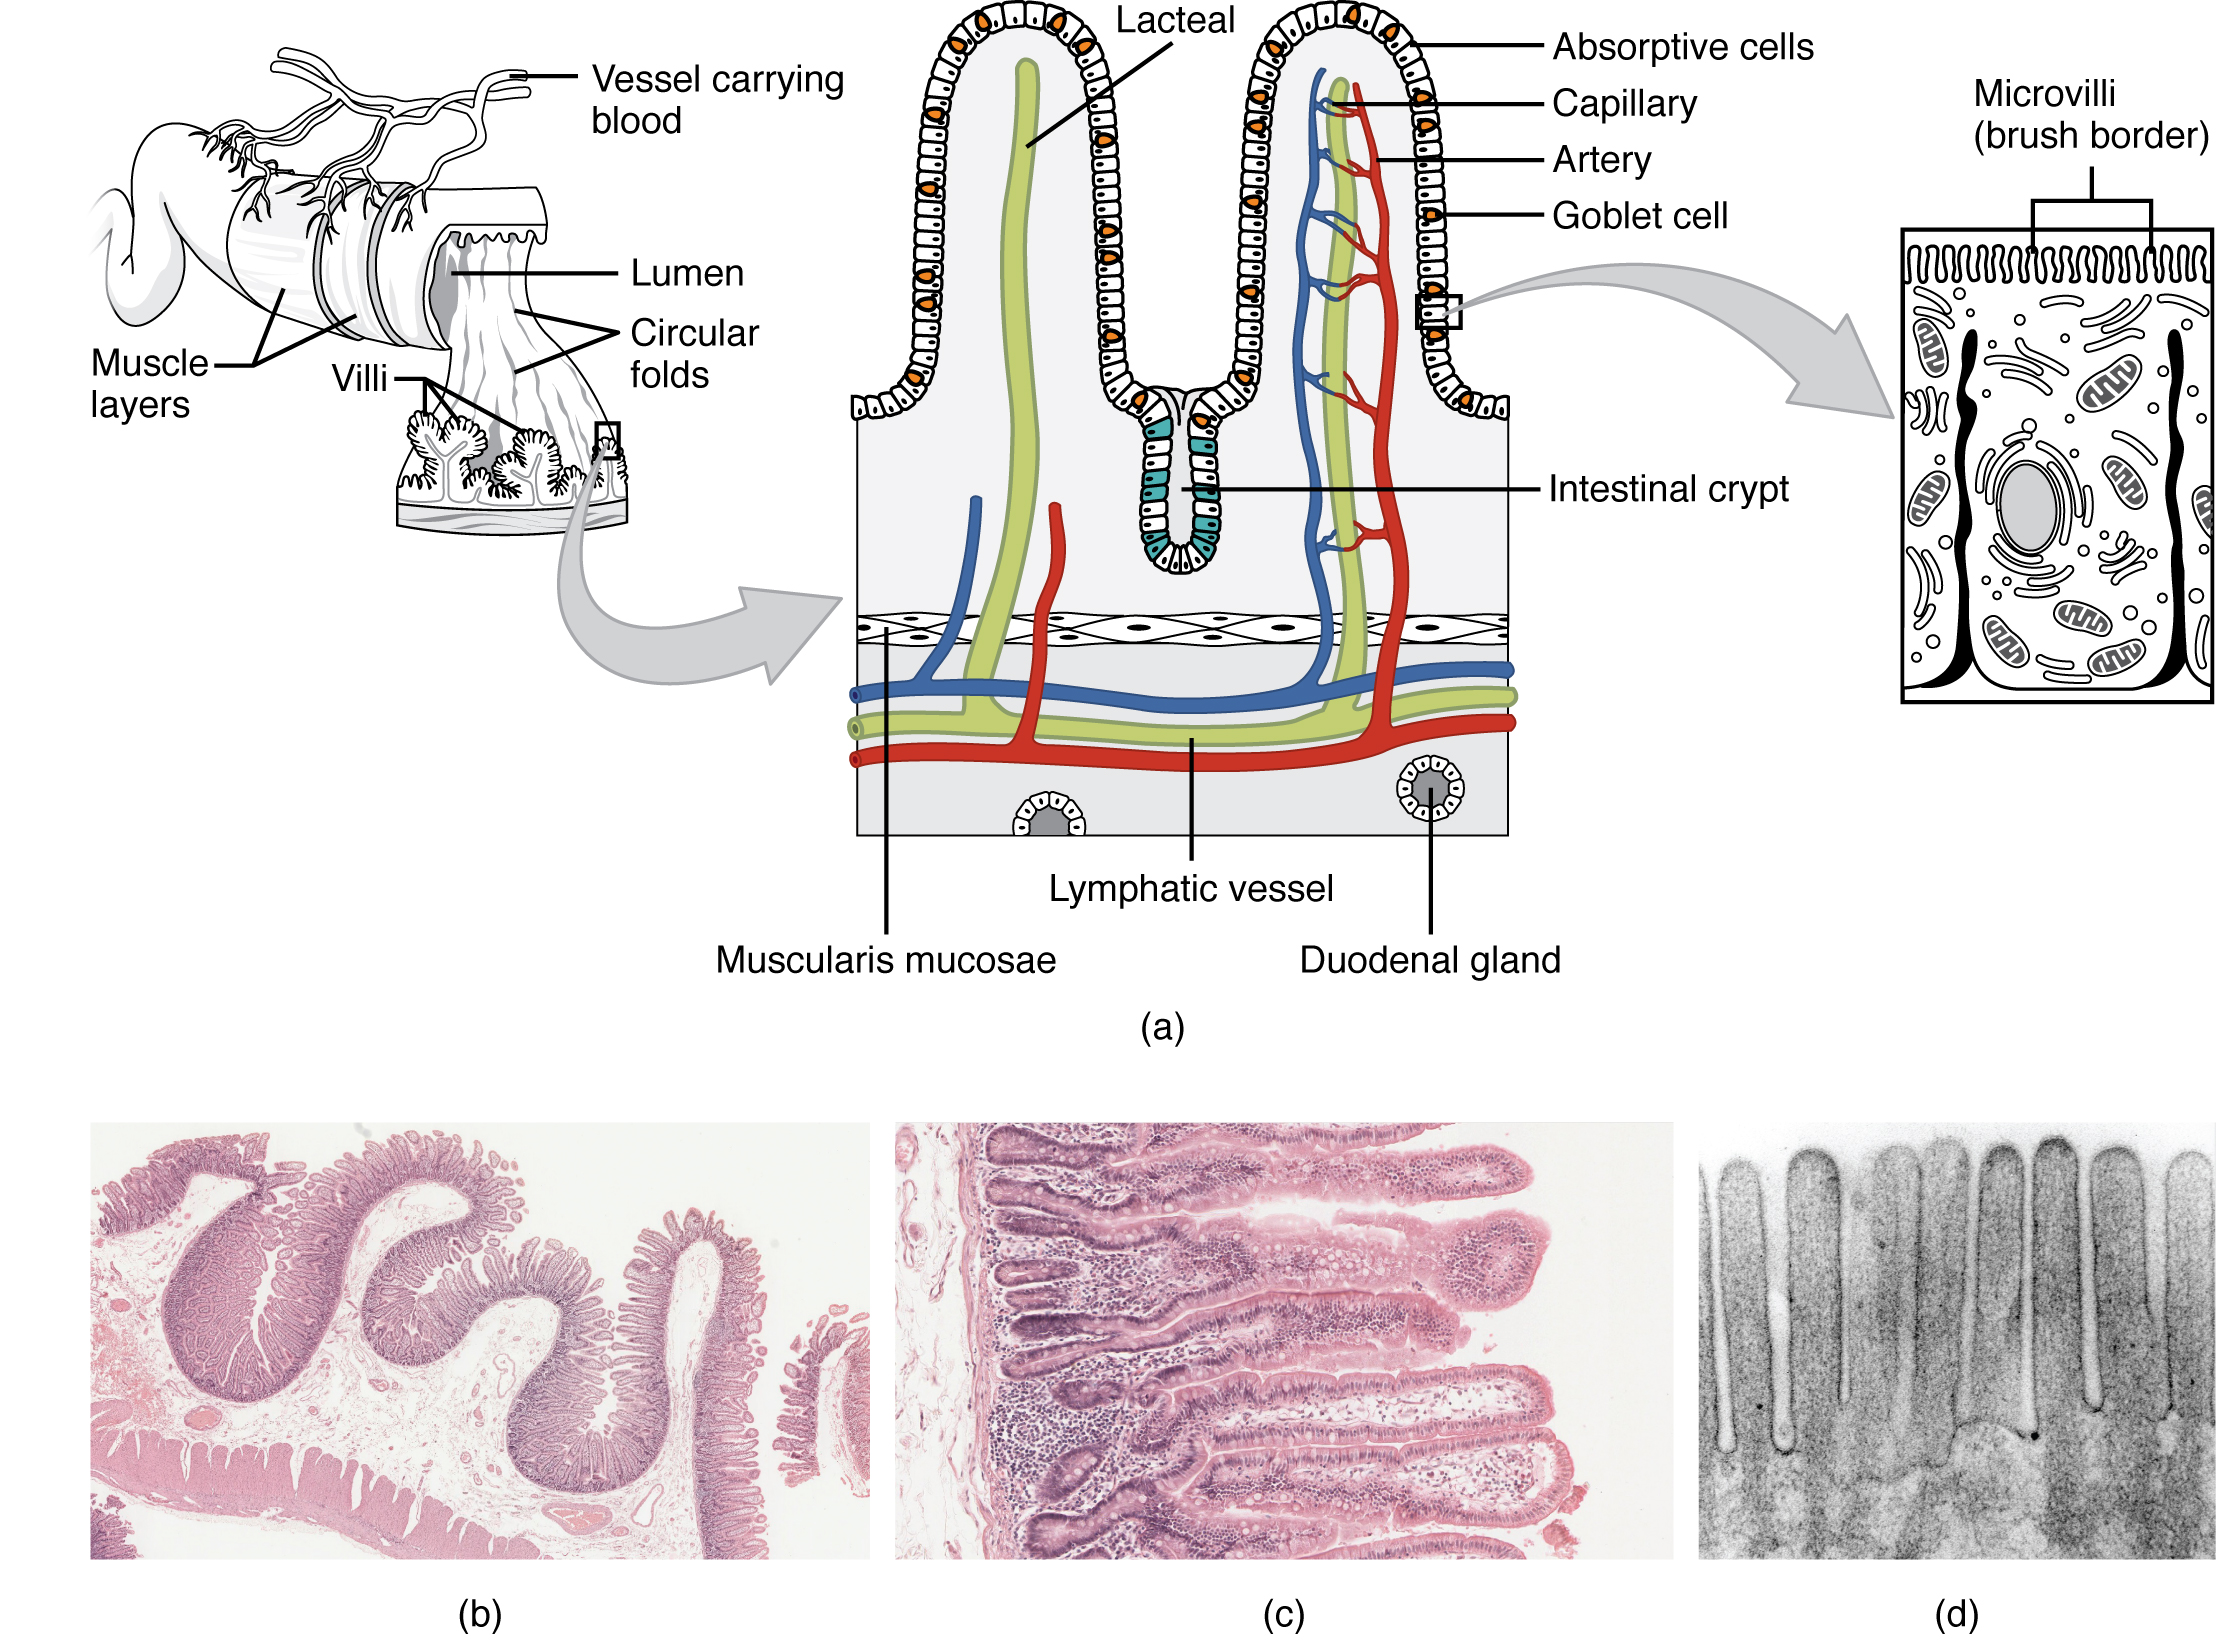 Lacteal
Absorptive cells
Vessel carrying
blood
Capillary
Microvilli
(brush border)
Artery
Goblet cell
Lumen
Circular
folds
Muscle
layers
Villi
Intestinal crypt
Lymphatic vessel
Muscularis mucosae
Duodenal gland
(a)
(b)
(c)
(d)